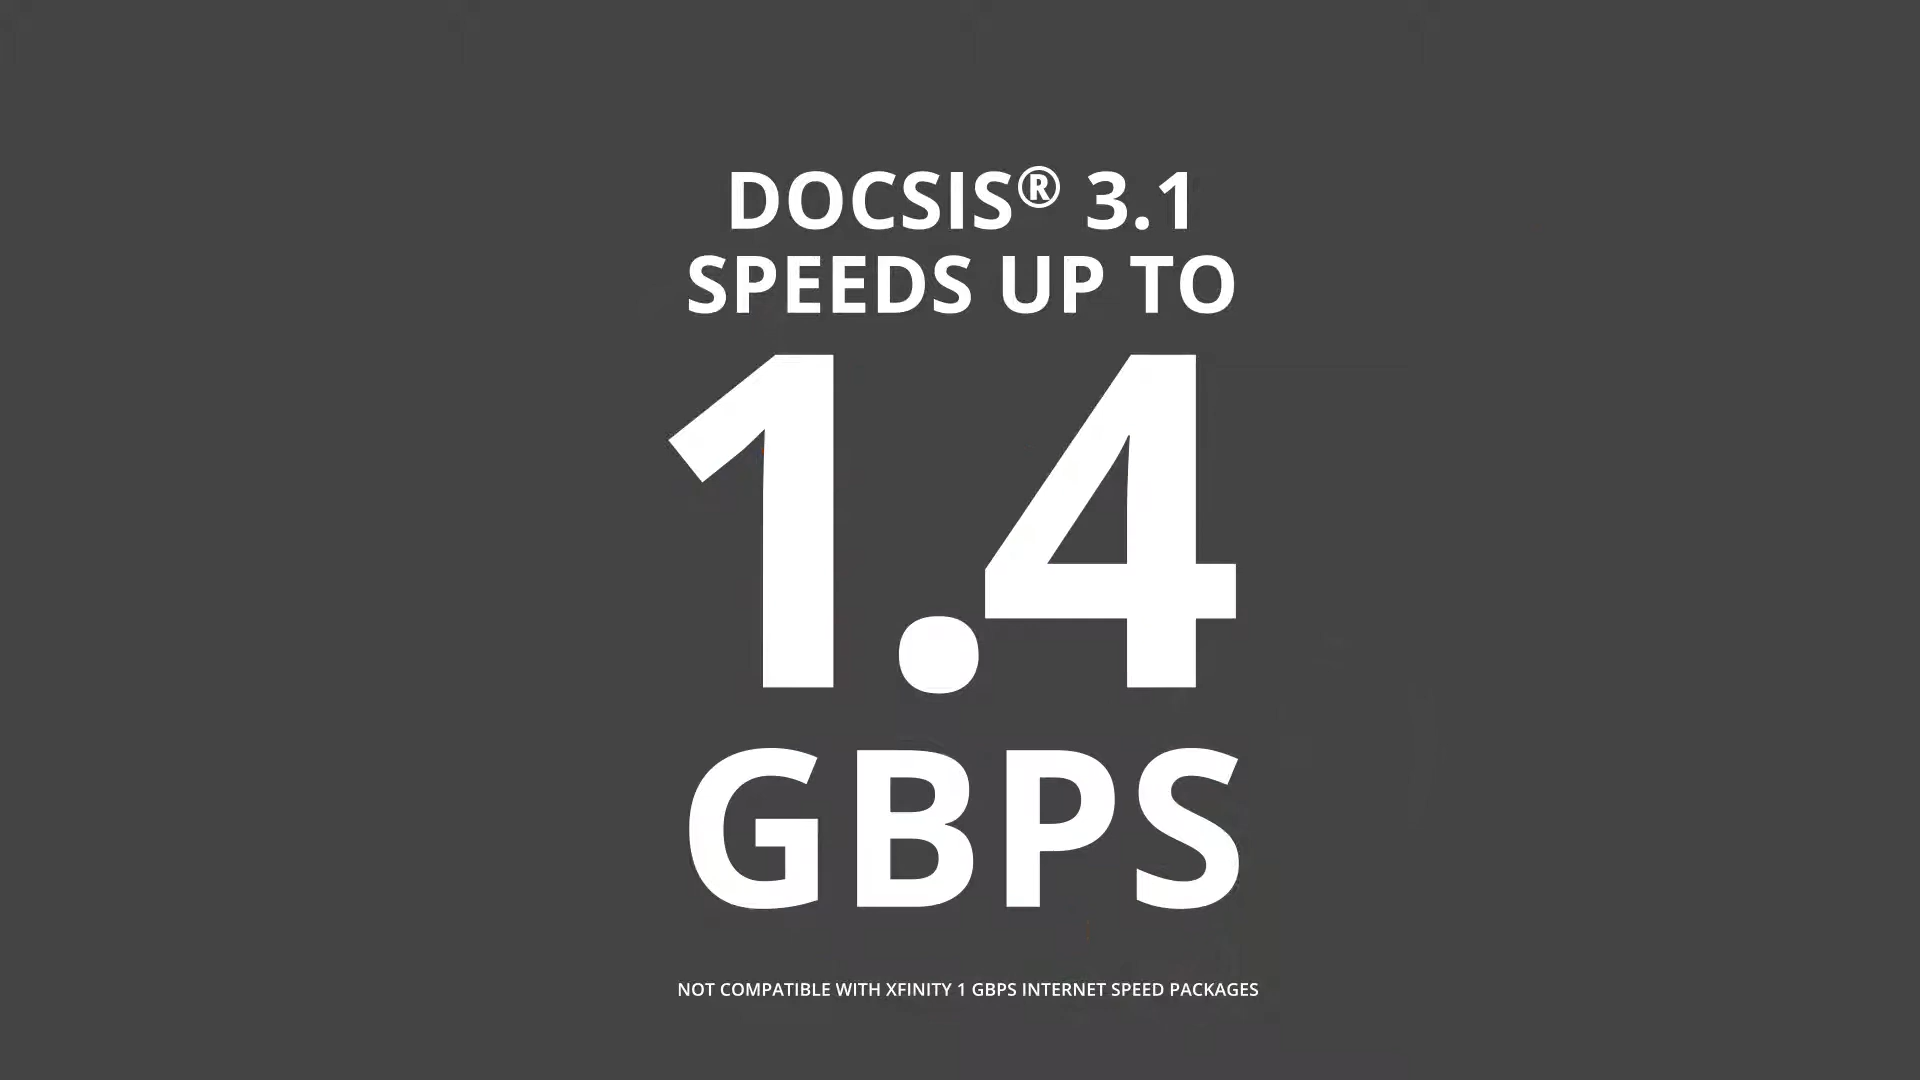 DOCSIS® 3.1
SPEEDS UP TO
1.4
GBPS
NOT COMPATIBLE WITH XFINITY 1 GBPS INTERNET SPEED PACKAGES